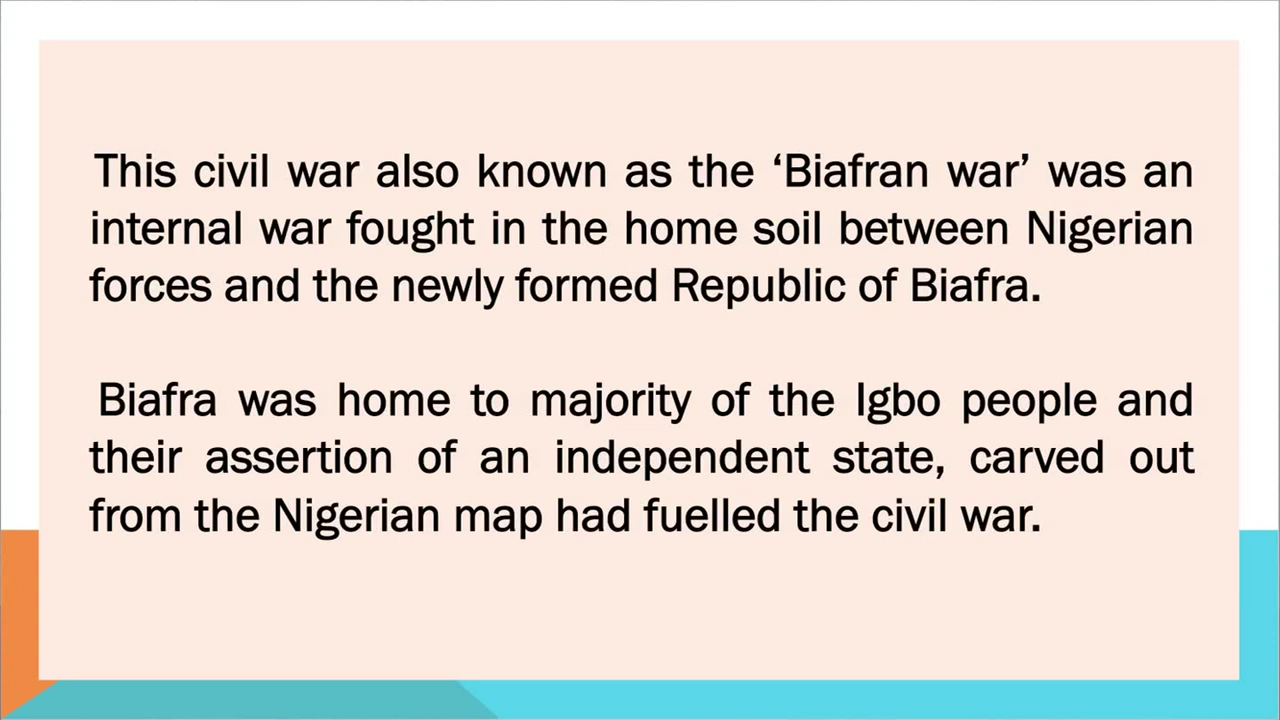 This civil war also known as the ‘Biafran war’ was an
internal war fought in the home soil between Nigerian
forces and the newly formed Republic of Biafra.
Biafra was home to majority of the Igbo people and
their assertion of an independent state, carved out
from the Nigerian map had fuelled the civil war.